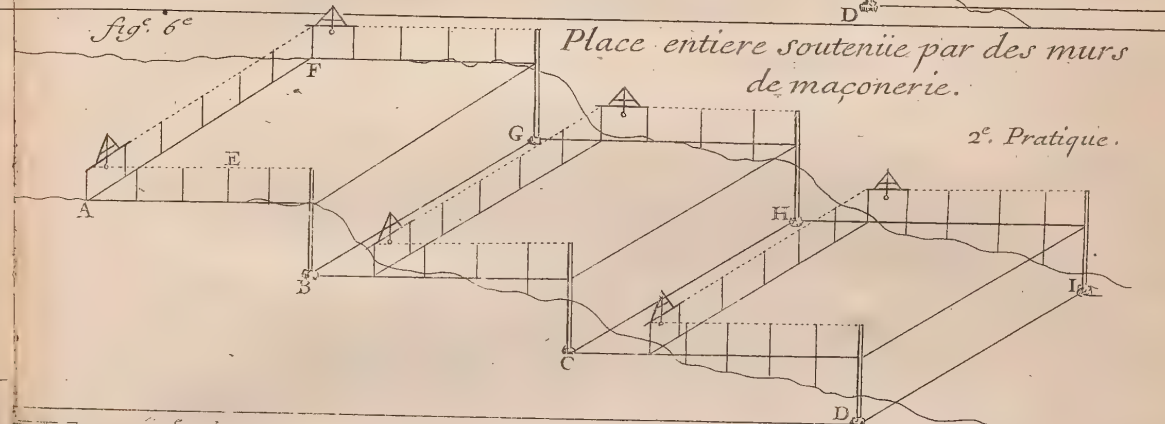 D
fig.e 6e
Place entiere soutenüe par des murs
de maçonerie.
2e. Pratique.
F
G
E
A
H
B
I
C
D